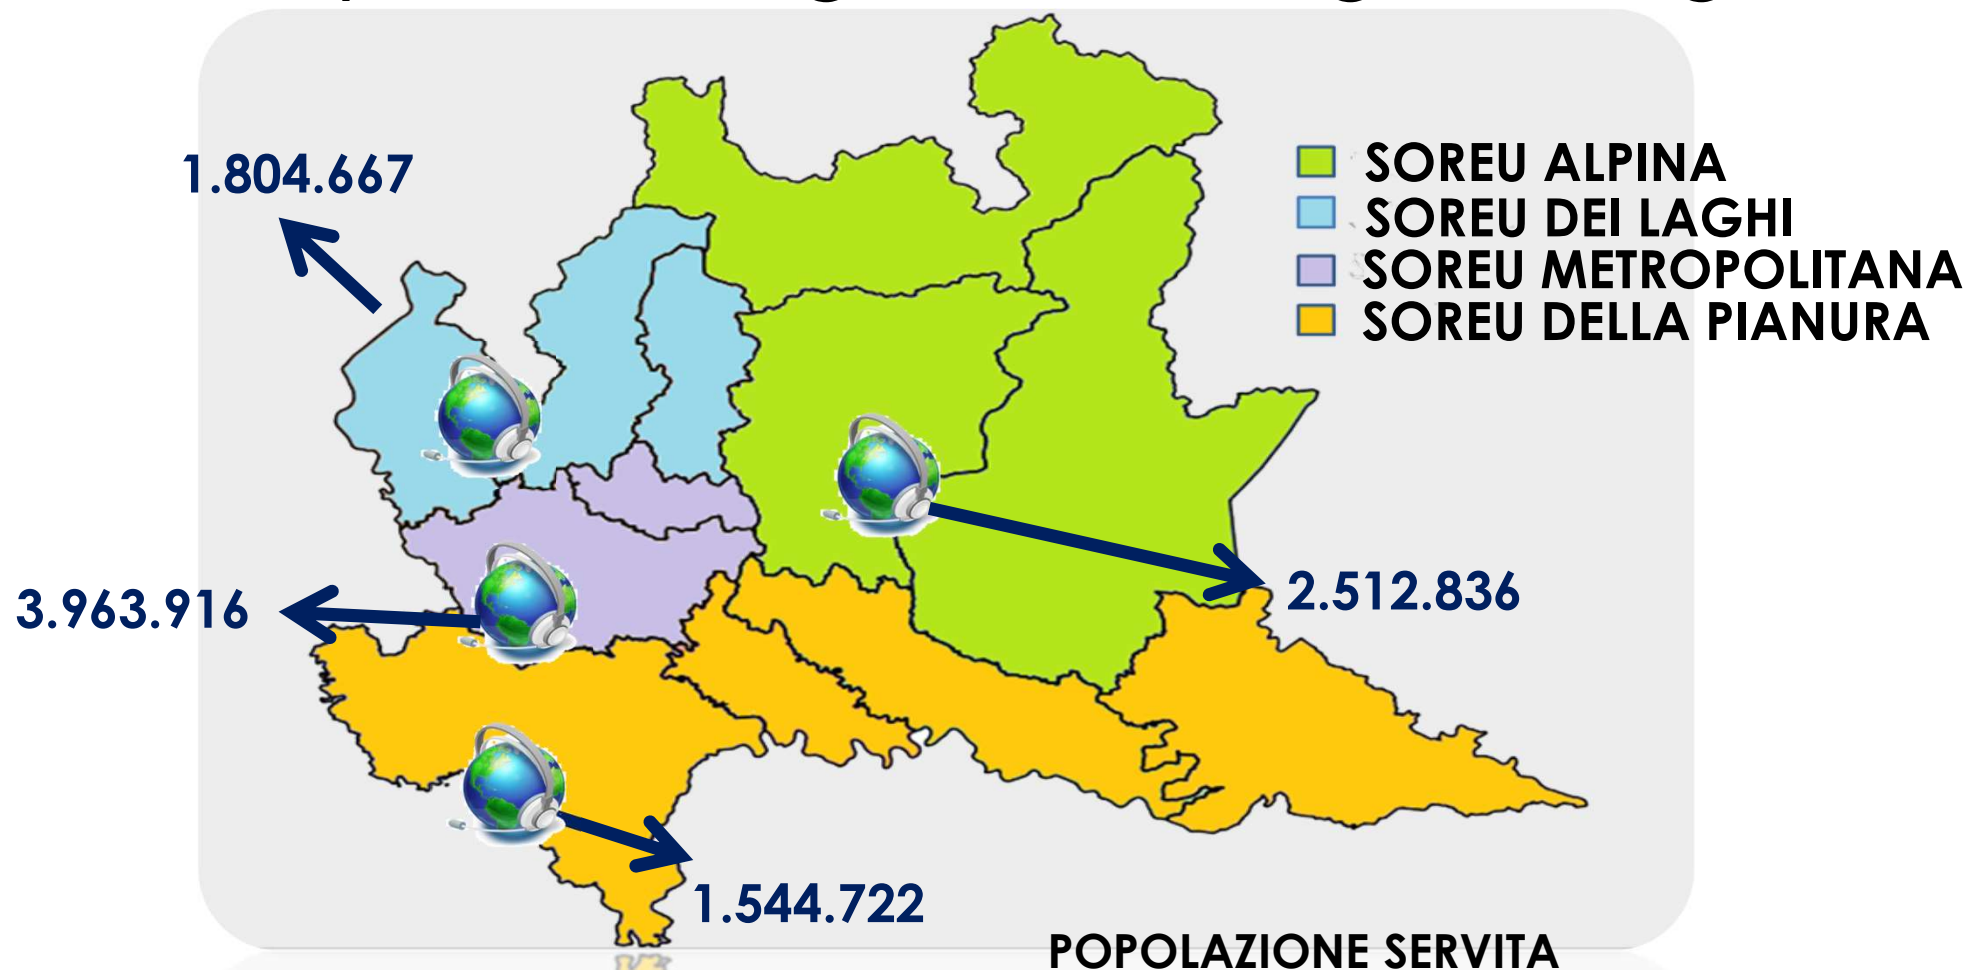 1.804.667
SOREU ALPINA
SOREU DEI LAGHI
SOREU METROPOLITANA
SOREU DELLA PIANURA
3.963.916
2.512.836
1.544.722
POPOLAZIONE SERVITA